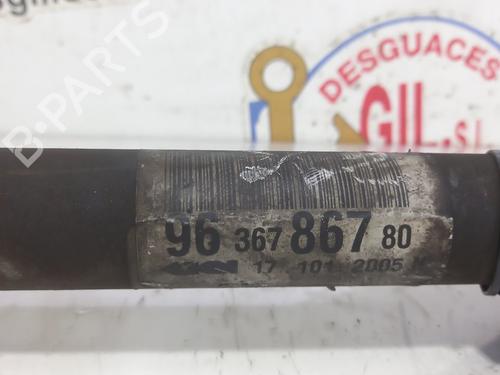 B-PARTS
DESGUACES
GIL,S.L
96 367 867 80
17 101 2005